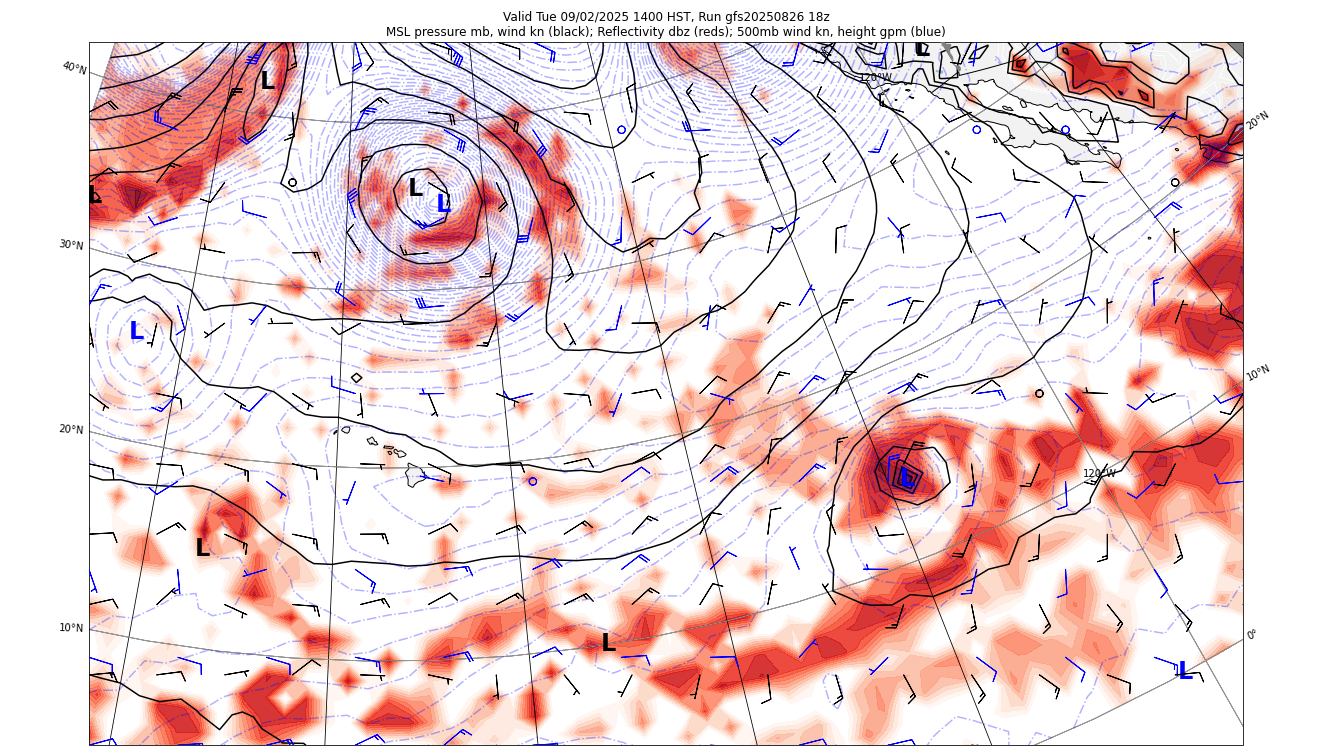 Valid Tue 09/02/2025 1400 HST, Run gfs20250826 18z
MSL pressure mb, wind kn (black); Reflectivity dbz (reds); 500mb wind kn, height gpm (blue)
L
40°N
120°W
L
20°N
L
L
L
30°N
L
10°N
20°N
120°W
L
L
10°N
0°
L
L